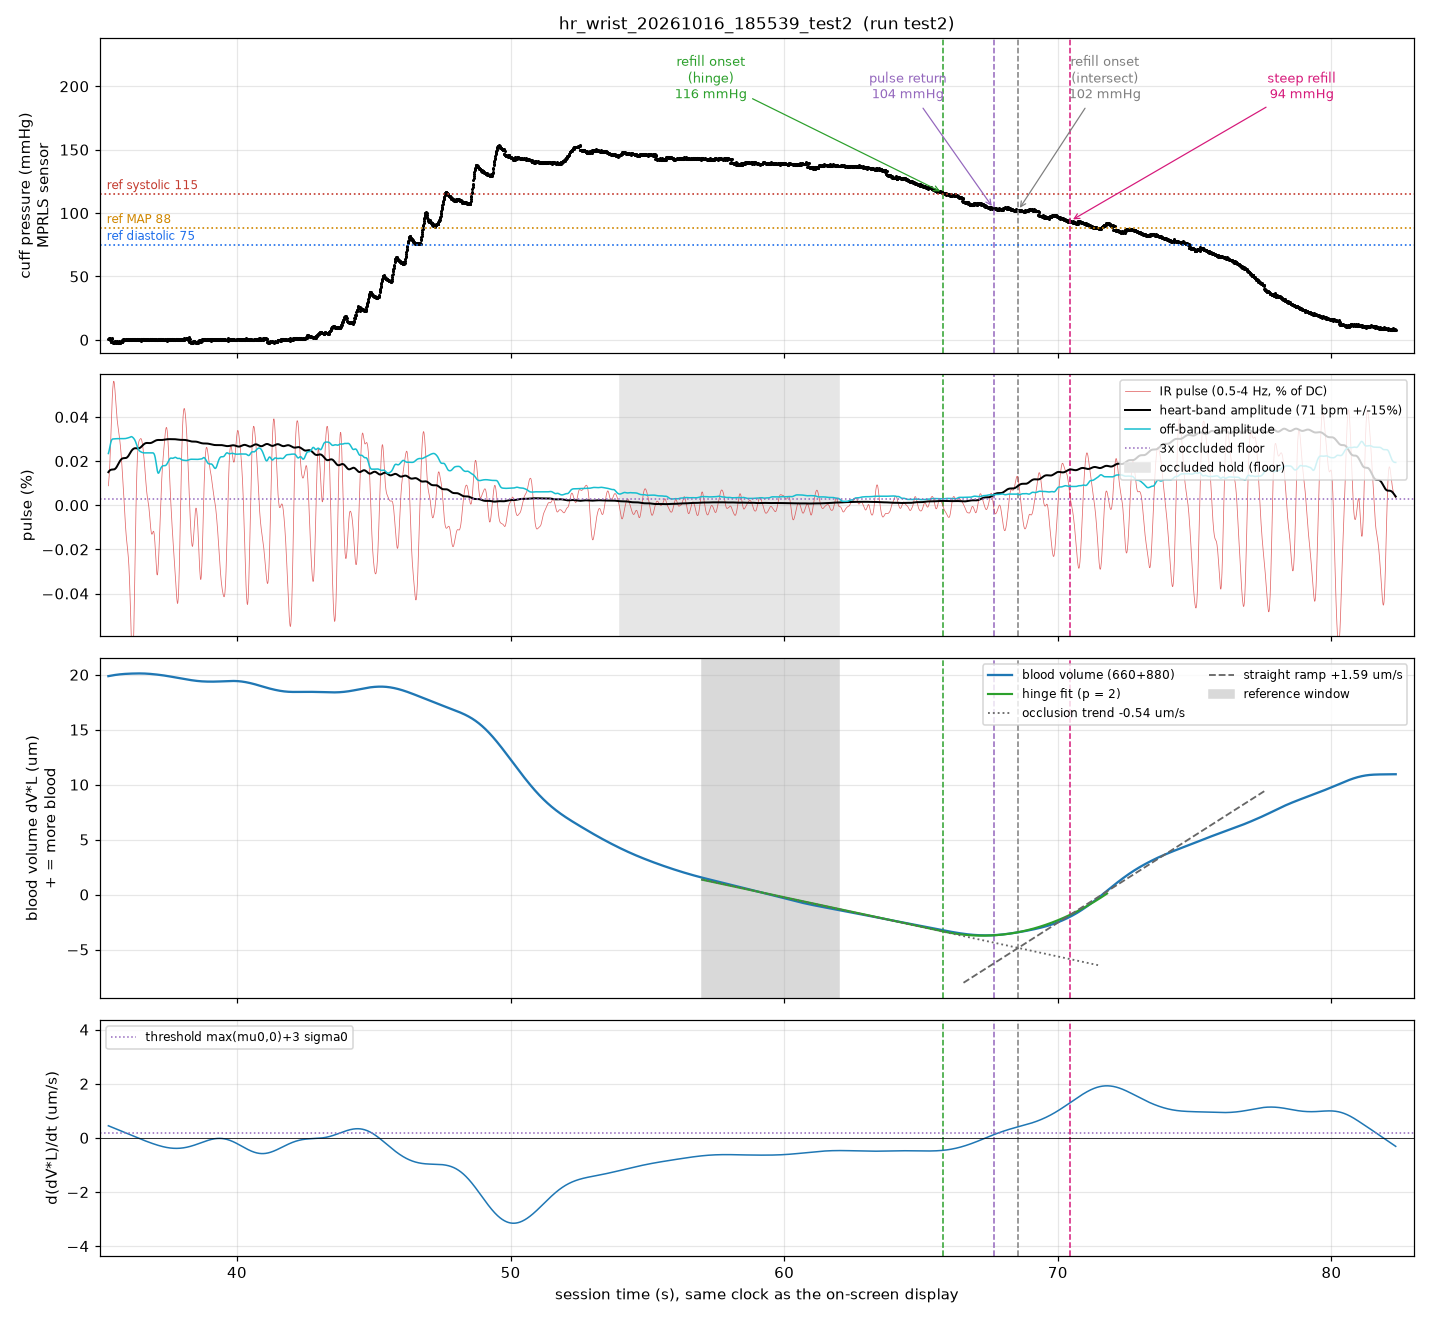 hr_wrist_20261016_185539_test2  (run test2)
refill onset
(hinge)
116 mmHg
pulse return
104 mmHg
refill onset
(intersect)
102 mmHg
steep refill
94 mmHg
ref systolic 115
ref MAP 88
ref diastolic 75
200
150
100
50
0
cuff pressure (mmHg)
MPRLS sensor
IR pulse (0.5-4 Hz, % of DC)
heart-band amplitude (71 bpm +/-15%)
off-band amplitude
3x occluded floor
occluded hold (floor)
0.04
0.02
0.00
−0.02
−0.04
pulse (%)
blood volume (660+880)
hinge fit (p = 2)
occlusion trend -0.54 um/s
straight ramp +1.59 um/s
reference window
20
15
10
5
0
−5
blood volume dV*L (um)
+ = more blood
threshold max(mu0,0)+3 sigma0
4
2
0
−2
−4
d(dV*L)/dt (um/s)
40 50 60 70 80
session time (s), same clock as the on-screen display